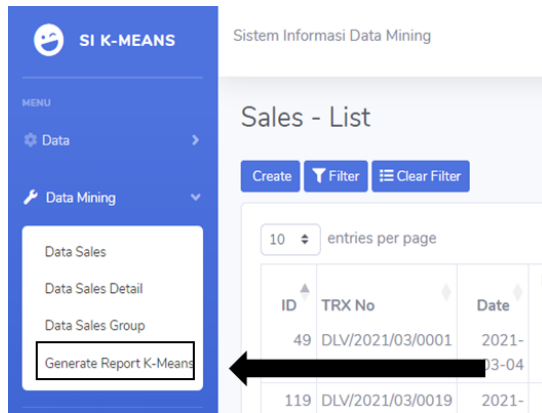 SI K-MEANS
Sistem Informasi Data Mining
MENU
Data
Data Mining
Data Sales
Data Sales Detail
Data Sales Group
Generate Report K-Means
Sales - List
Create Filter Clear Filter
10 entries per page
ID TRX No Date
49 DLV/2021/03/0001 2021-
03-04
119 DLV/2021/03/0019 2021-